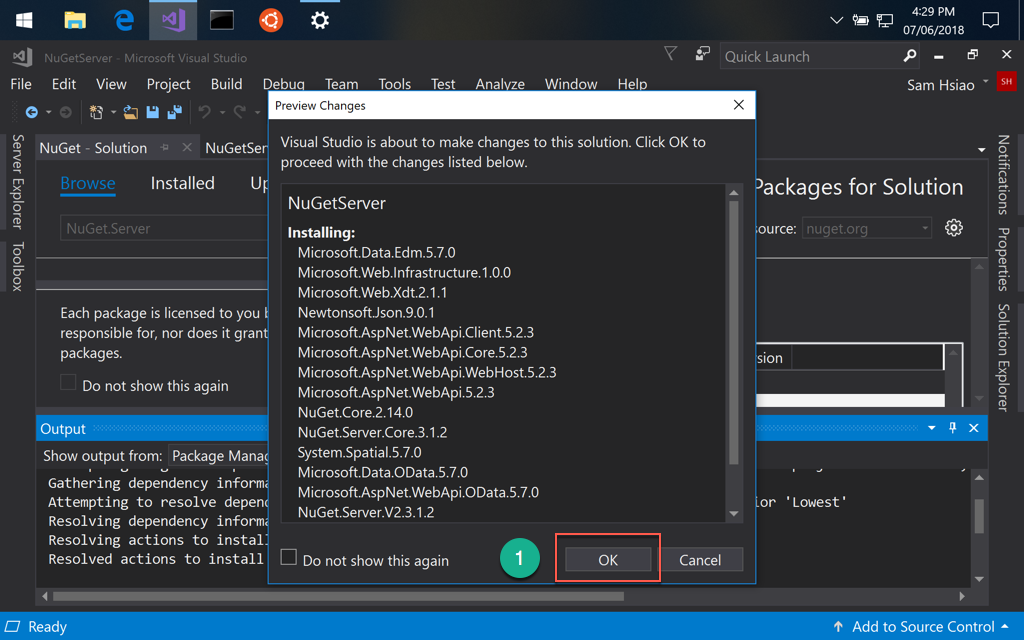 4:29 PM
07/06/2018
NuGetServer - Microsoft Visual Studio
Quick Launch
File Edit View Project Build Debug Team Tools Test Analyze Window Help
Sam Hsiao
SH
Server Explorer
Toolbox
NuGet - Solution
NuGetSer
Browse
Installed
Up
NuGet.Server
Packages for Solution
ource:
nuget.org
Each package is licensed to you b
responsible for, nor does it grant
packages.
Do not show this again
sion
Preview Changes
Visual Studio is about to make changes to this solution. Click OK to
proceed with the changes listed below.
NuGetServer
Installing:
Microsoft.Data.Edm.5.7.0
Microsoft.Web.Infrastructure.1.0.0
Microsoft.Web.Xdt.2.1.1
Newtonsoft.Json.9.0.1
Microsoft.AspNet.WebApi.Client.5.2.3
Microsoft.AspNet.WebApi.Core.5.2.3
Microsoft.AspNet.WebApi.WebHost.5.2.3
Microsoft.AspNet.WebApi.5.2.3
NuGet.Core.2.14.0
NuGet.Server.Core.3.1.2
System.Spatial.5.7.0
Microsoft.Data.OData.5.7.0
Microsoft.AspNet.WebApi.OData.5.7.0
NuGet.Server.V2.3.1.2
Do not show this again
1
OK
Cancel
Notifications
Properties
Solution Explorer
Output
Show output from:
Package Manag
Gathering dependency informa
Attempting to resolve depend
ior 'Lowest'
Resolving dependency informa
Resolving actions to install
Resolved actions to install
Ready
Add to Source Control